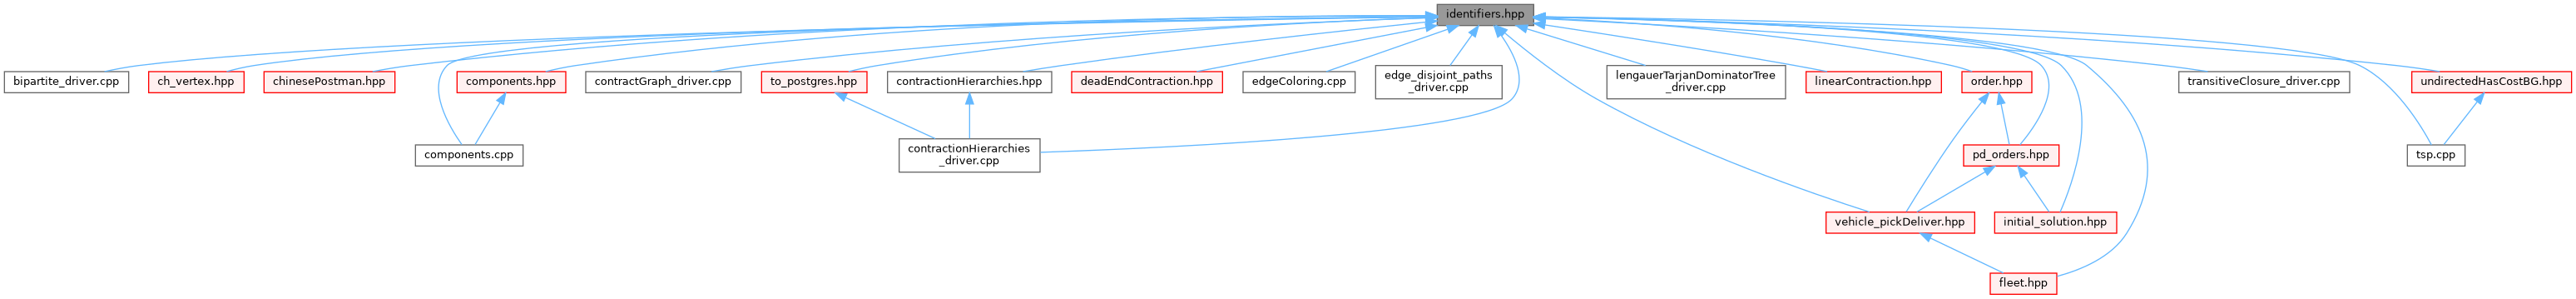 identifiers.hpp
bipartite_driver.cpp
ch_vertex.hpp
chinesePostman.hpp
components.hpp
contractGraph_driver.cpp
to_postgres.hpp
contractionHierarchies.hpp
deadEndContraction.hpp
edgeColoring.cpp
edge_disjoint_paths
_driver.cpp
lengauerTarjanDominatorTree
_driver.cpp
linearContraction.hpp
order.hpp
transitiveClosure_driver.cpp
undirectedHasCostBG.hpp
components.cpp
contractionHierarchies
_driver.cpp
pd_orders.hpp
tsp.cpp
vehicle_pickDeliver.hpp
initial_solution.hpp
fleet.hpp